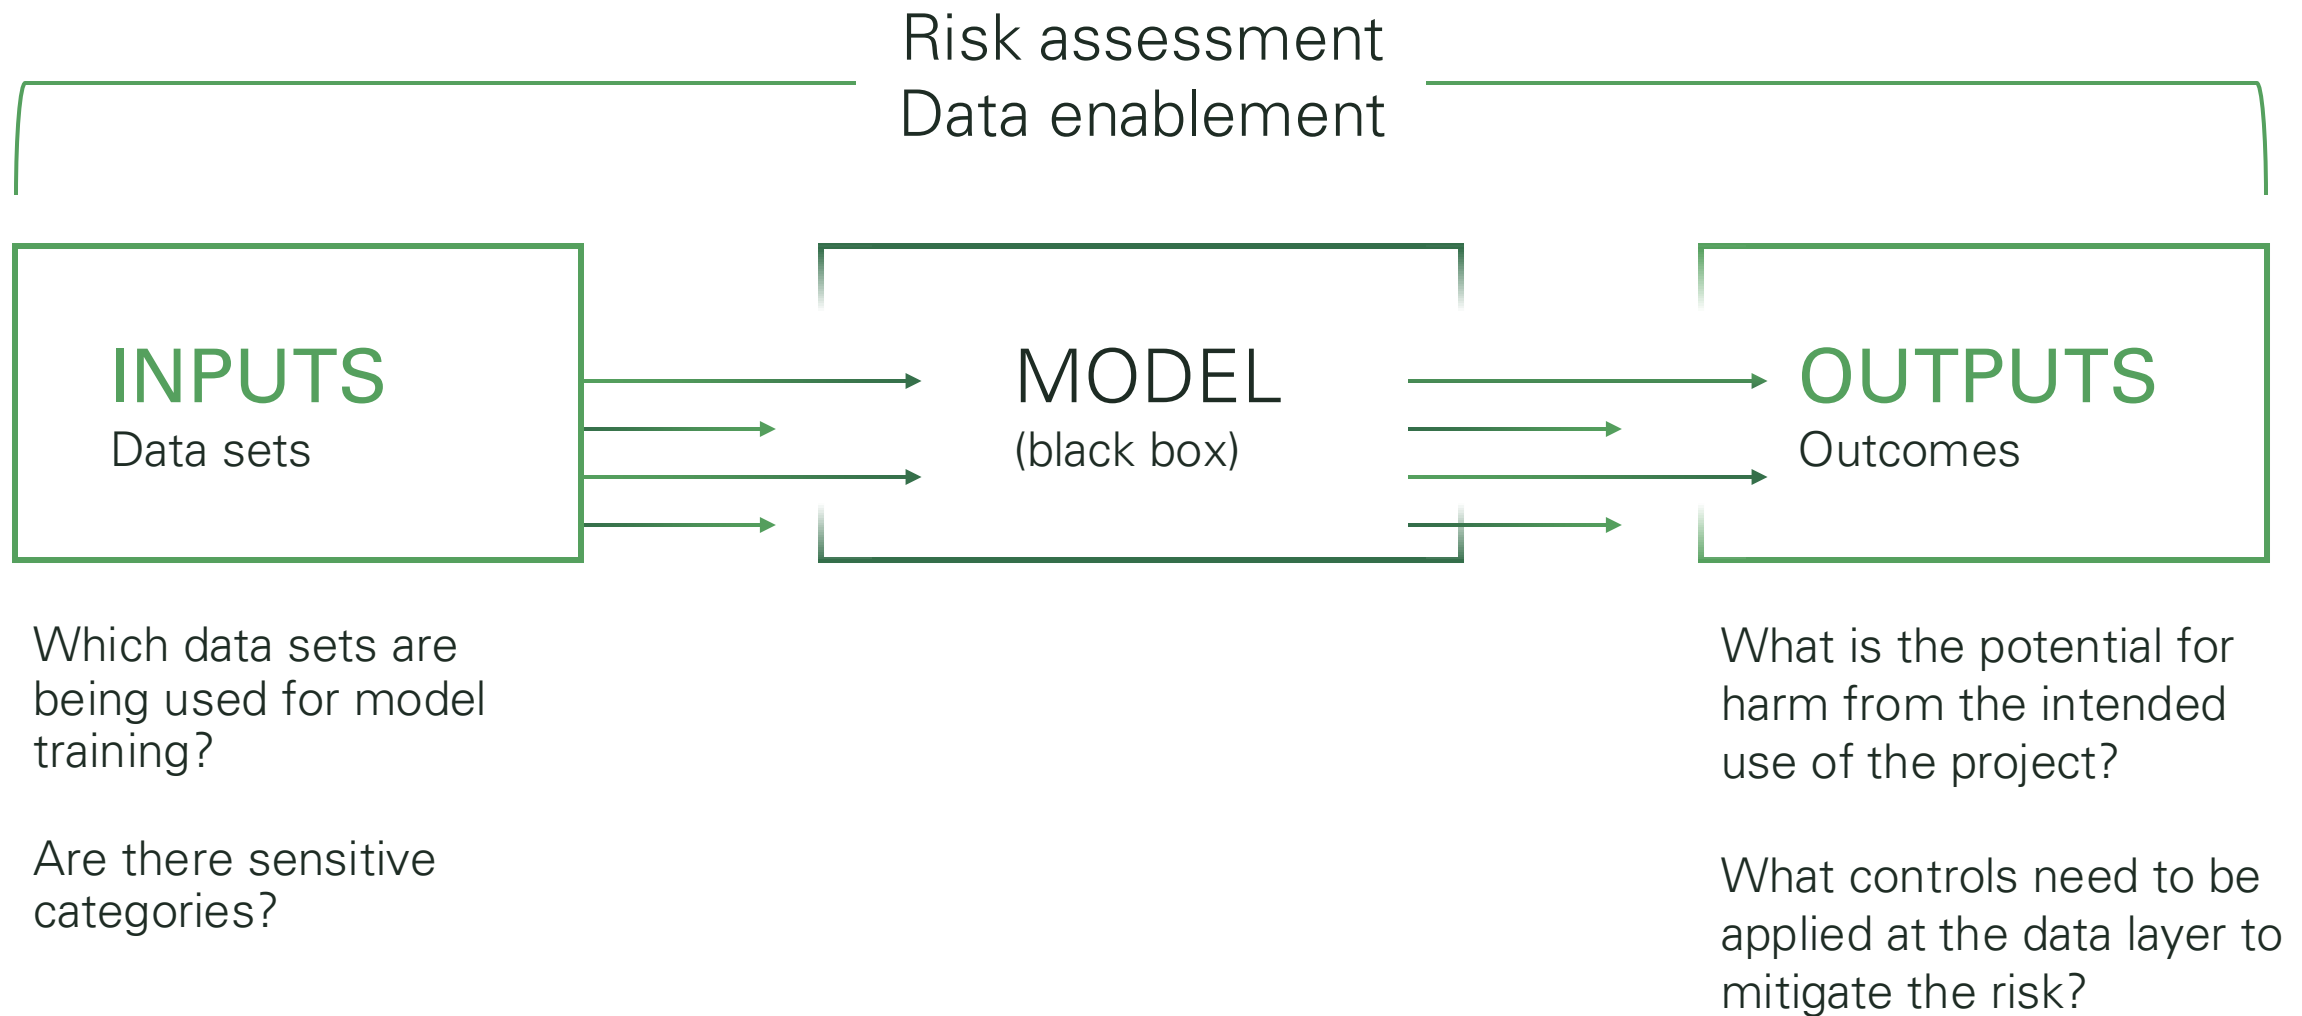 Risk assessment
Data enablement
INPUTS
Data sets
MODEL
(black box)
OUTPUTS
Outcomes
Which data sets are
being used for model
training?
Are there sensitive
categories?
What is the potential for
harm from the intended
use of the project?
What controls need to be
applied at the data layer to
mitigate the risk?